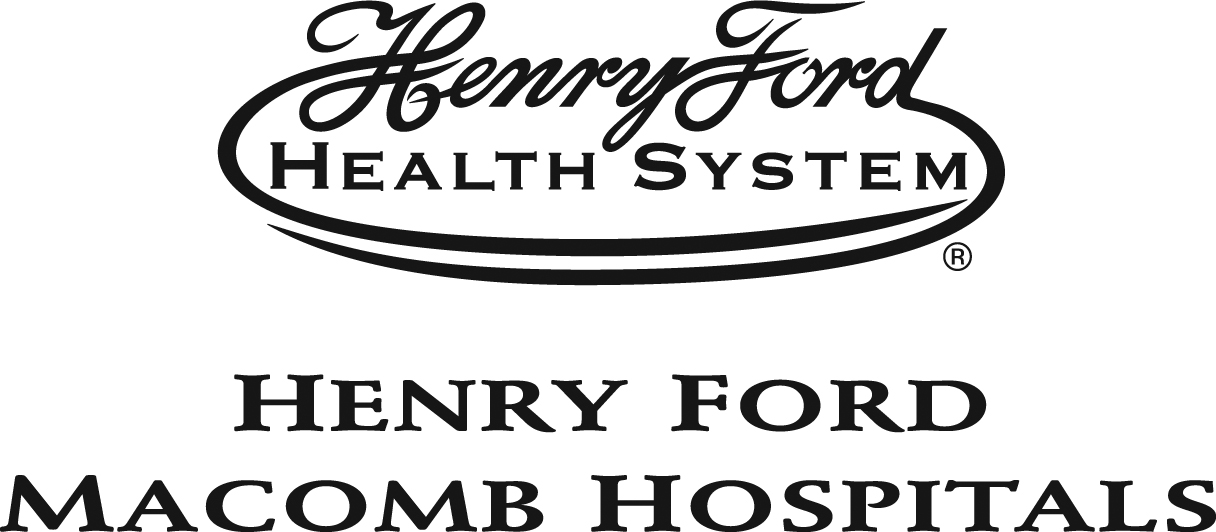 Henry Ford
HEALTH SYSTEM
®
HENRY FORD
MACOMB HOSPITALS